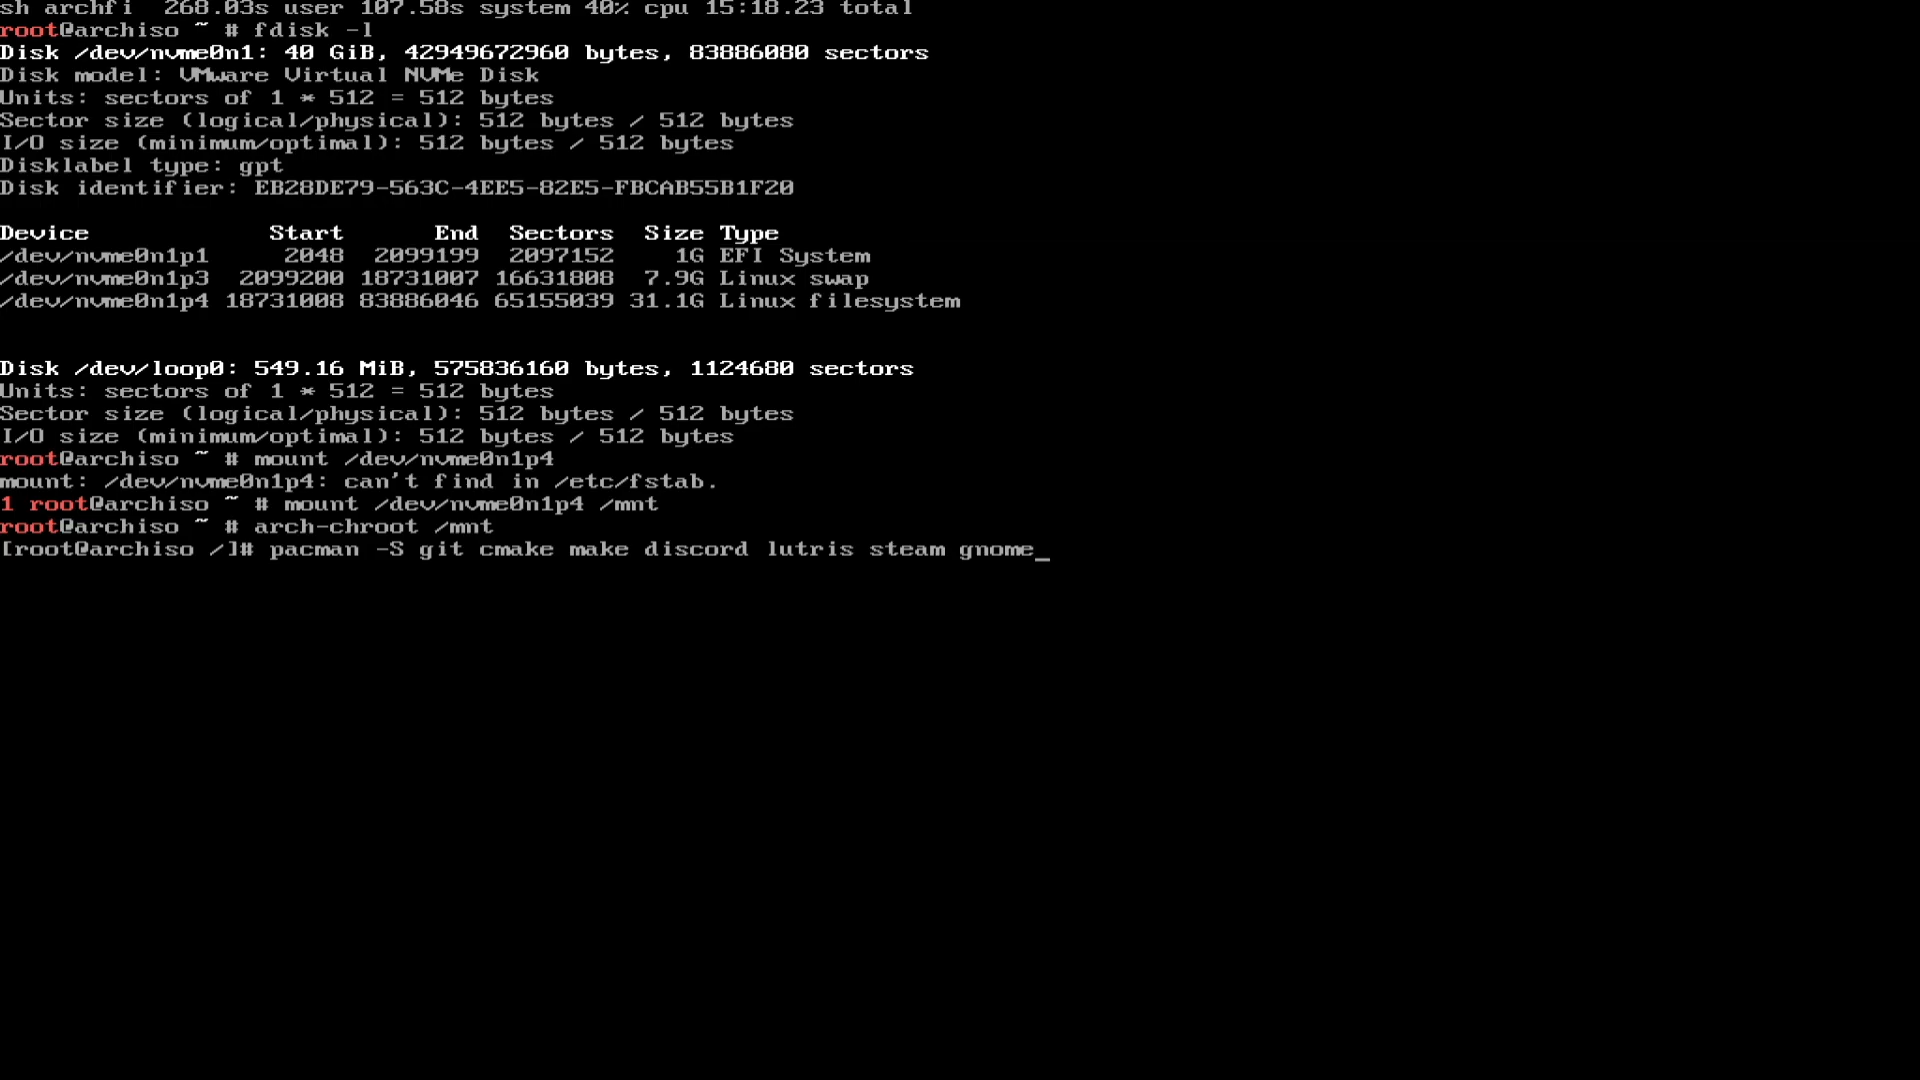 sh archfi  268.03s user 107.58s system 40% cpu 15:18.23 total
root@archiso ~ # fdisk -l
Disk /dev/nvme0n1: 40 GiB, 42949672960 bytes, 83886080 sectors
Disk model: VMware Virtual NVMe Disk
Units: sectors of 1 * 512 = 512 bytes
Sector size (logical/physical): 512 bytes / 512 bytes
I/O size (minimum/optimal): 512 bytes / 512 bytes
Disklabel type: gpt
Disk identifier: EB28DE79-563C-4EE5-82E5-FBCAB55B1F20
Device            Start      End  Sectors  Size Type
/dev/nvme0n1p1     2048  2099199  2097152    1G EFI System
/dev/nvme0n1p3  2099200 18731007 16631808  7.9G Linux swap
/dev/nvme0n1p4 18731008 83886046 65155039 31.1G Linux filesystem
Disk /dev/loop0: 549.16 MiB, 575836160 bytes, 1124680 sectors
Units: sectors of 1 * 512 = 512 bytes
Sector size (logical/physical): 512 bytes / 512 bytes
I/O size (minimum/optimal): 512 bytes / 512 bytes
root@archiso ~ # mount /dev/nvme0n1p4
mount: /dev/nvme0n1p4: can't find in /etc/fstab.
1 root@archiso ~ # mount /dev/nvme0n1p4 /mnt
root@archiso ~ # arch-chroot /mnt
[root@archiso /]# pacman -S git cmake make discord lutris steam gnome_